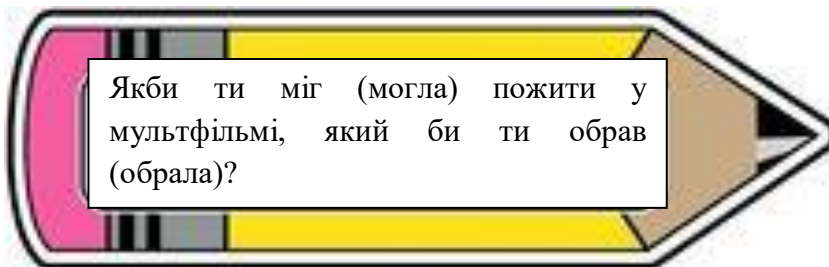 Якби ти міг (могла) пожити у
мультфільмі, який би ти обрав
(обрала)?